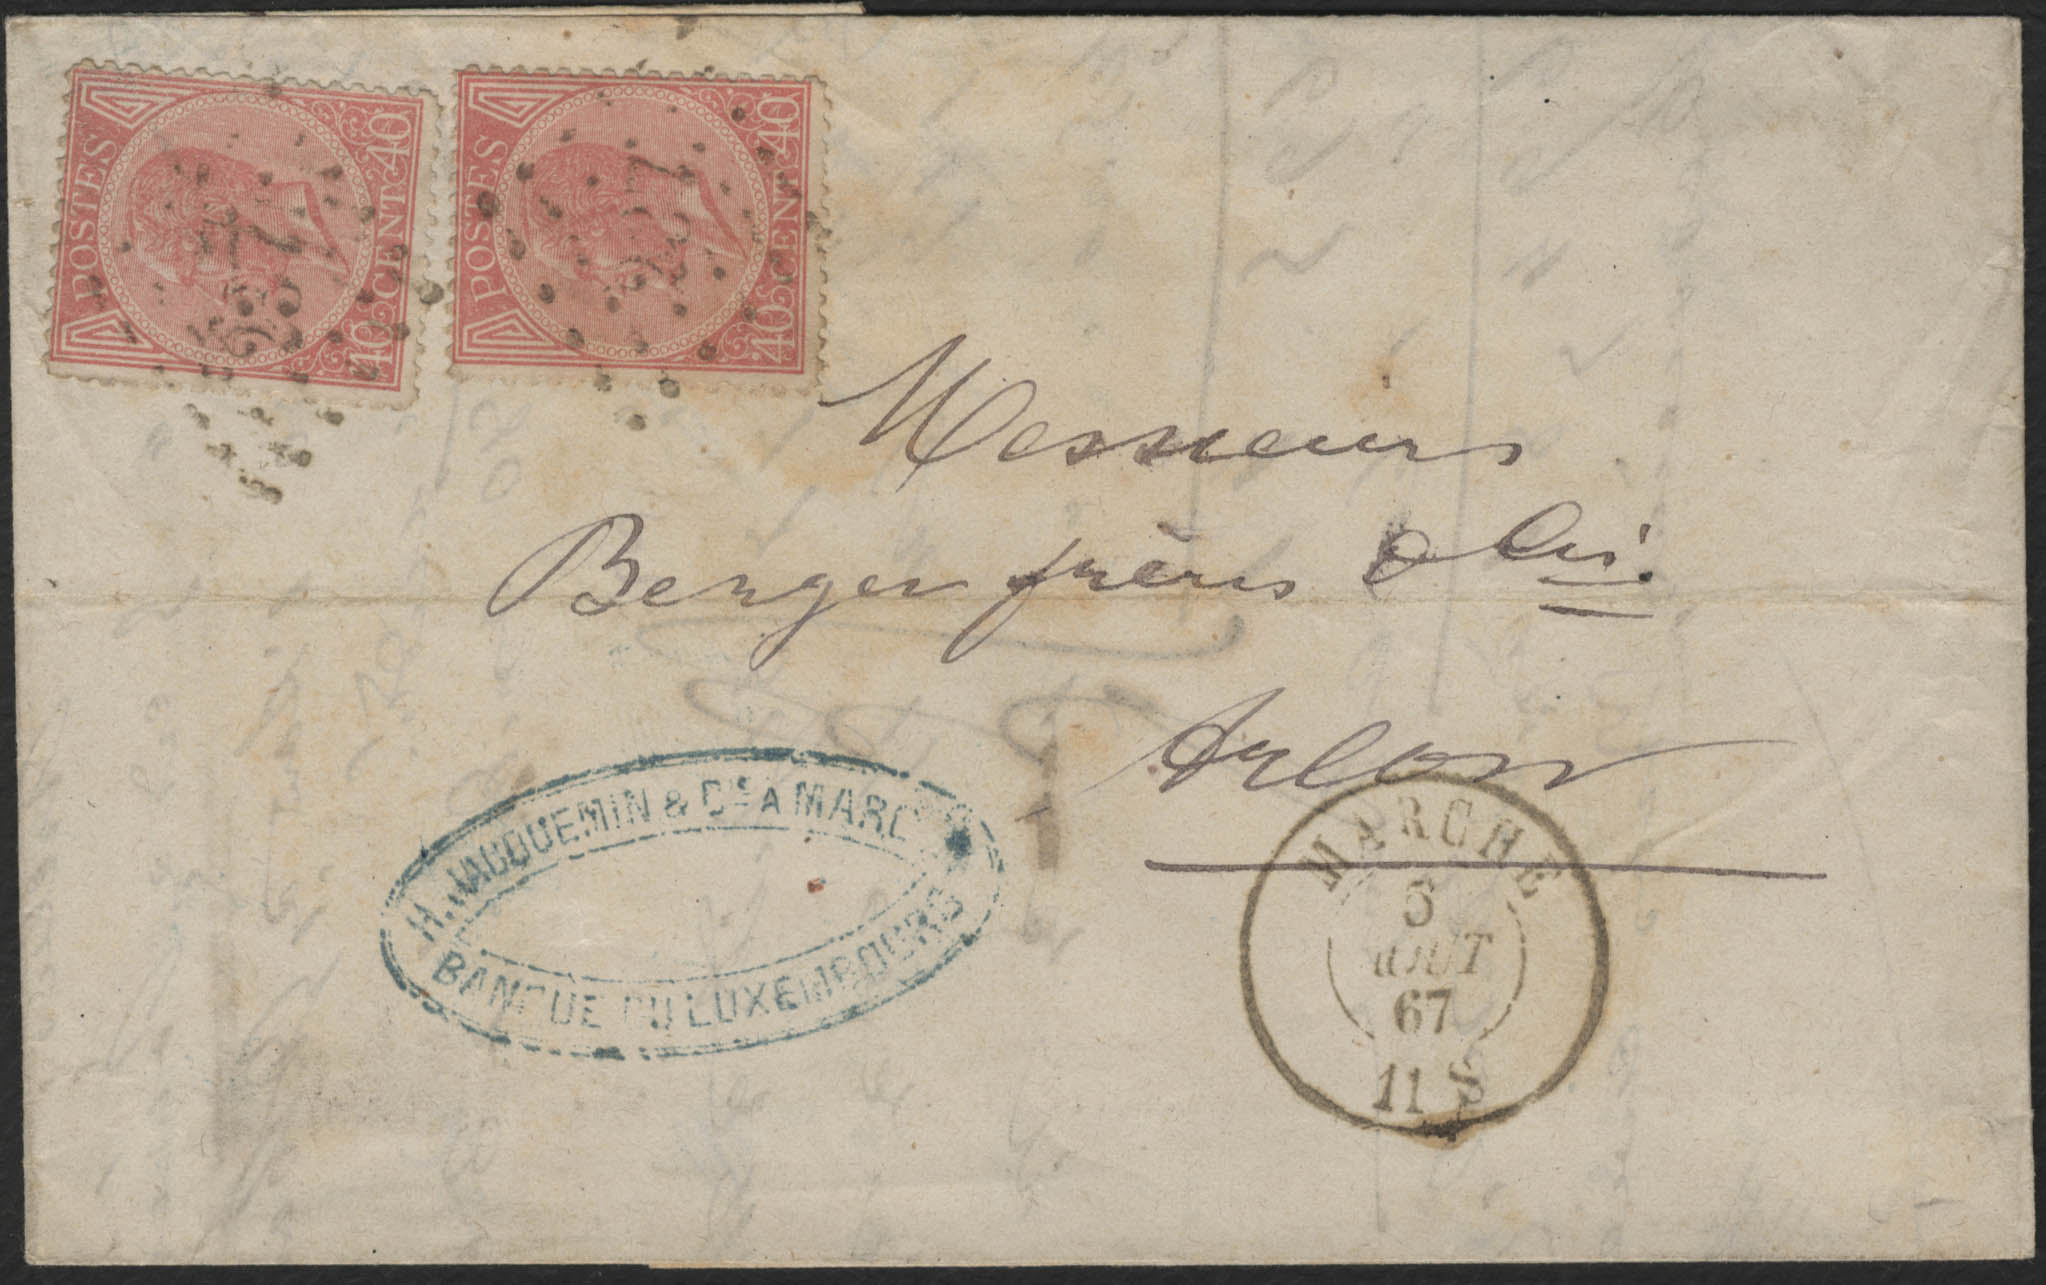 POSTES
40 CENT 40
POSTES
40 CENT 40
Messieurs
Berger frères & Cie.
Arlon
H. JACQUEMIN & Cie A MARCHE
BANQUE DU LUXEMBOURG
MARCHE
AOUT
67
11 S